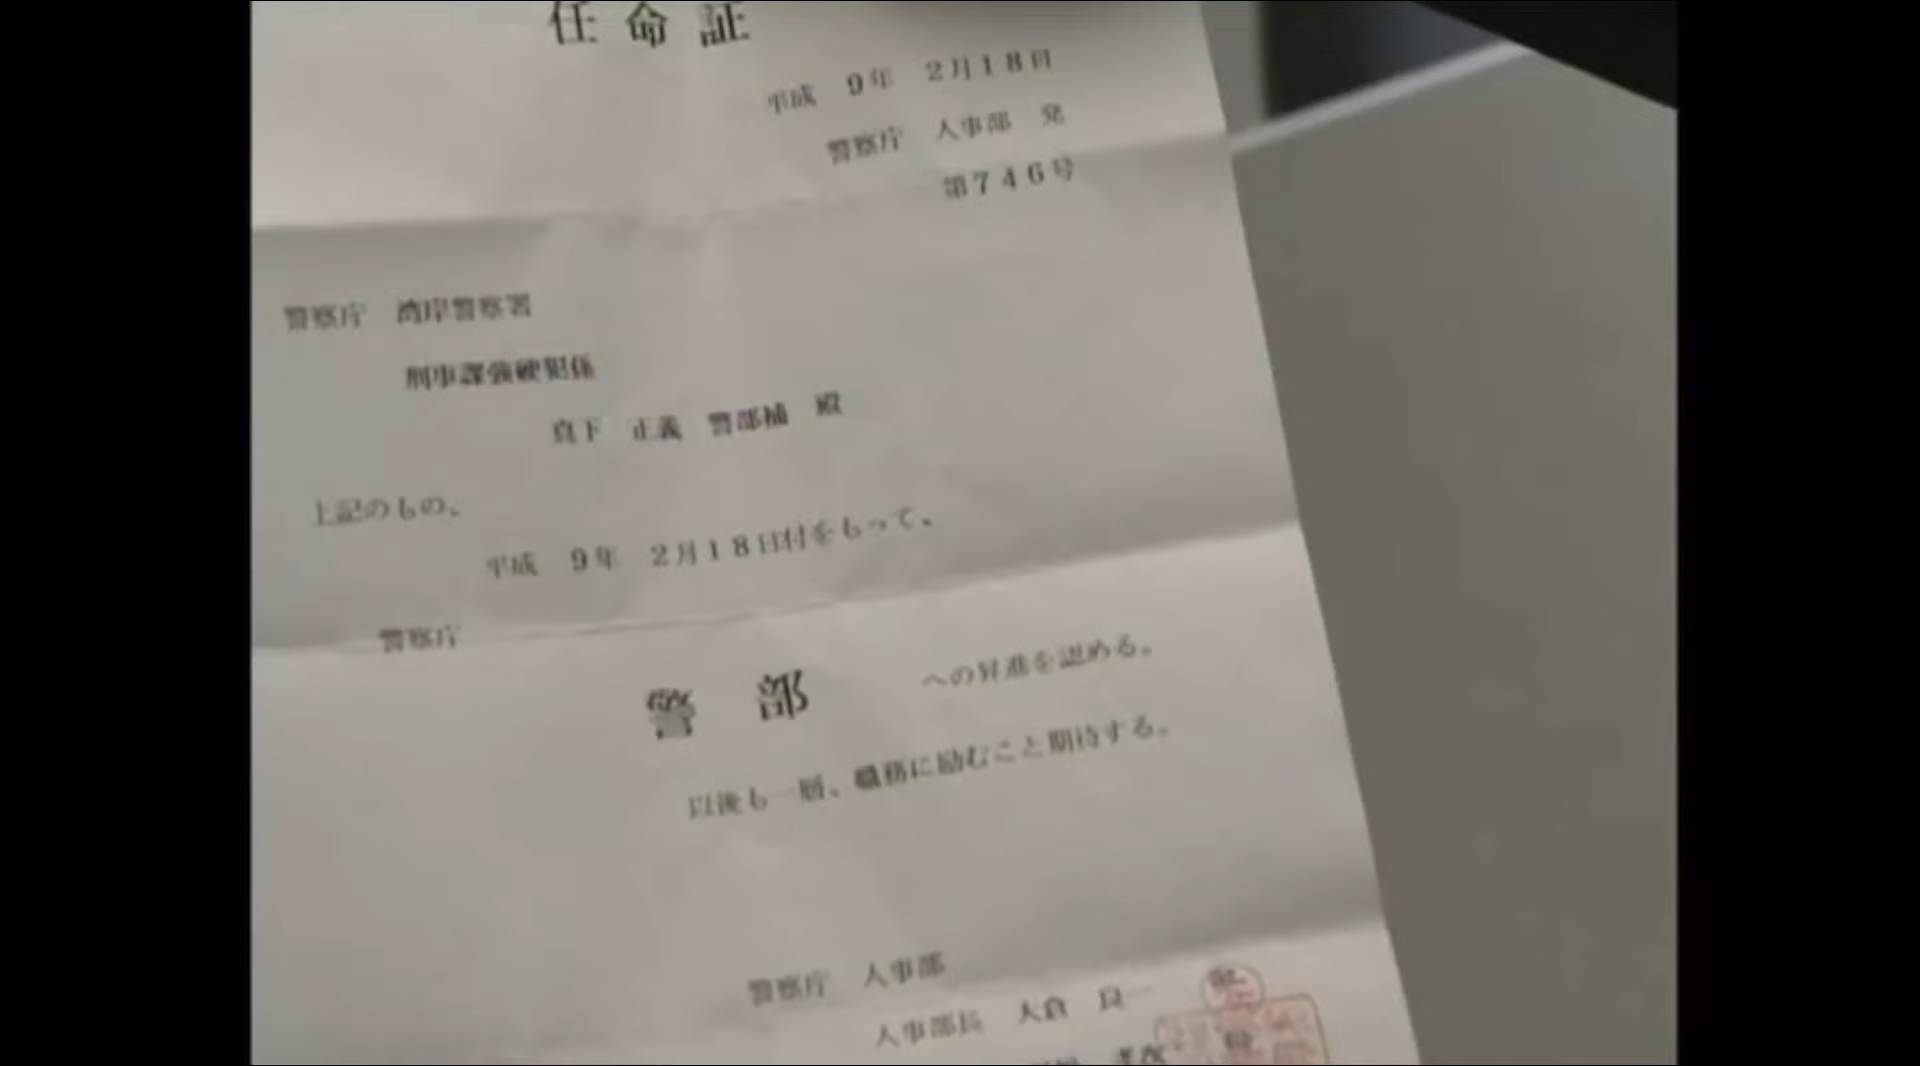 任命証
平成 9年 2月18日
警察庁 人事部 発
第746号
警察庁 湾岸警察署
刑事課強硬犯係
真下 正義 警部補 殿
上記のもの、
平成 9年 2月18日付をもって、
警察庁
警部 への昇進を認める。
以後も一層、職務に励むこと期待する。
警察庁 人事部
人事部長 大倉 良一